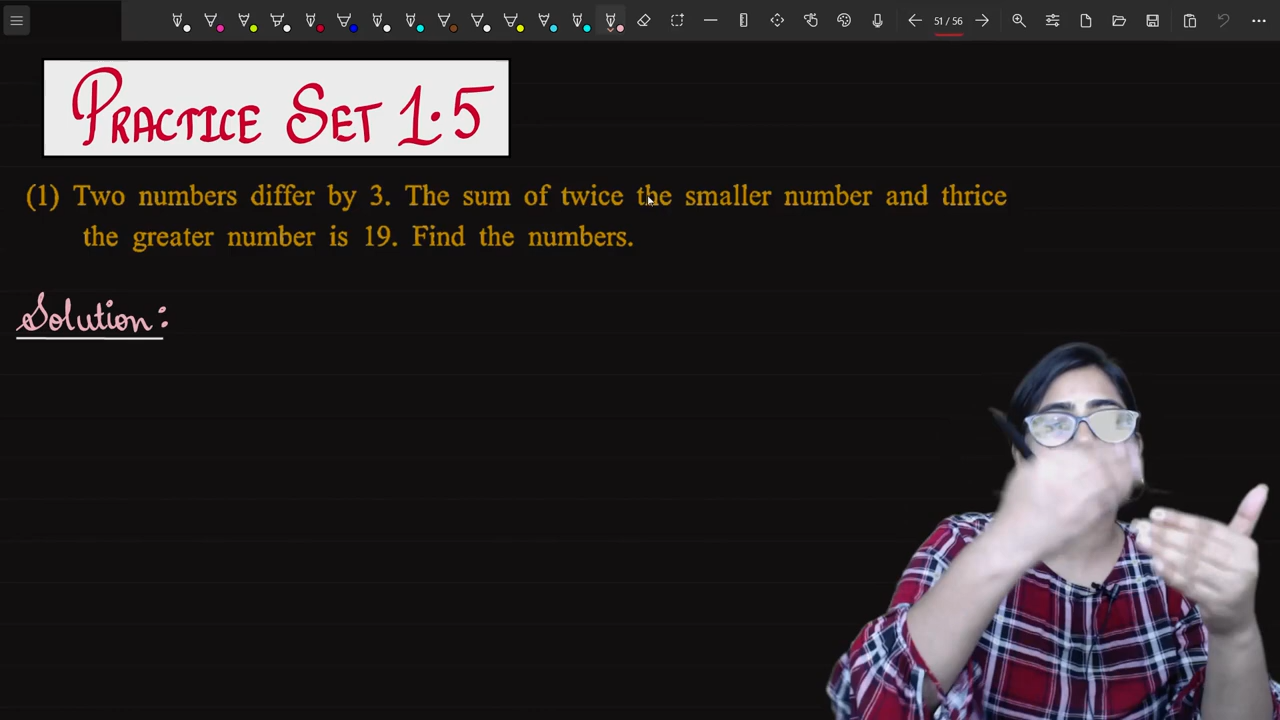 51 / 56
PRACTICE SET 1.5
(1) Two numbers differ by 3. The sum of twice the smaller number and thrice
the greater number is 19. Find the numbers.
Solution: